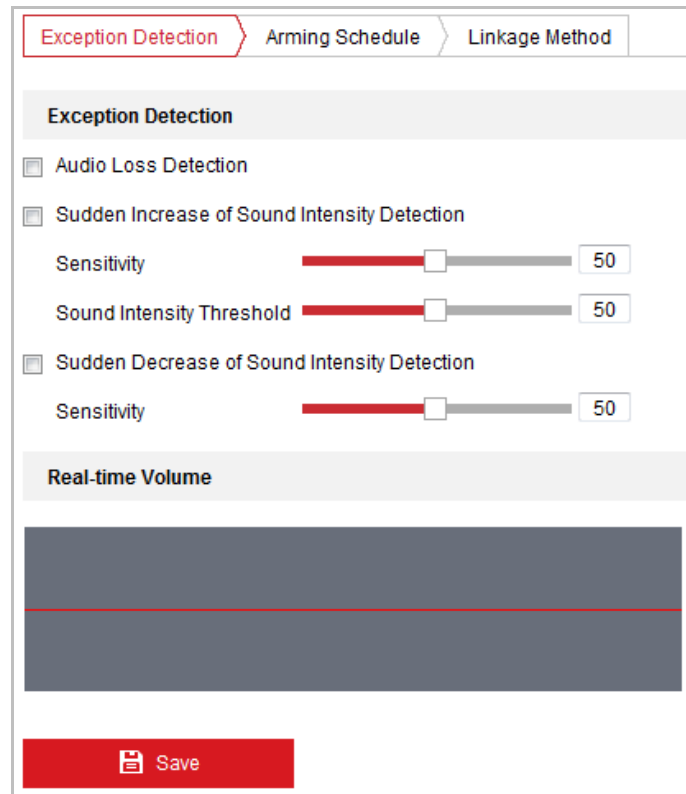 Exception Detection Arming Schedule Linkage Method
Exception Detection
Audio Loss Detection
Sudden Increase of Sound Intensity Detection
Sensitivity 50
Sound Intensity Threshold 50
Sudden Decrease of Sound Intensity Detection
Sensitivity 50
Real-time Volume
Save